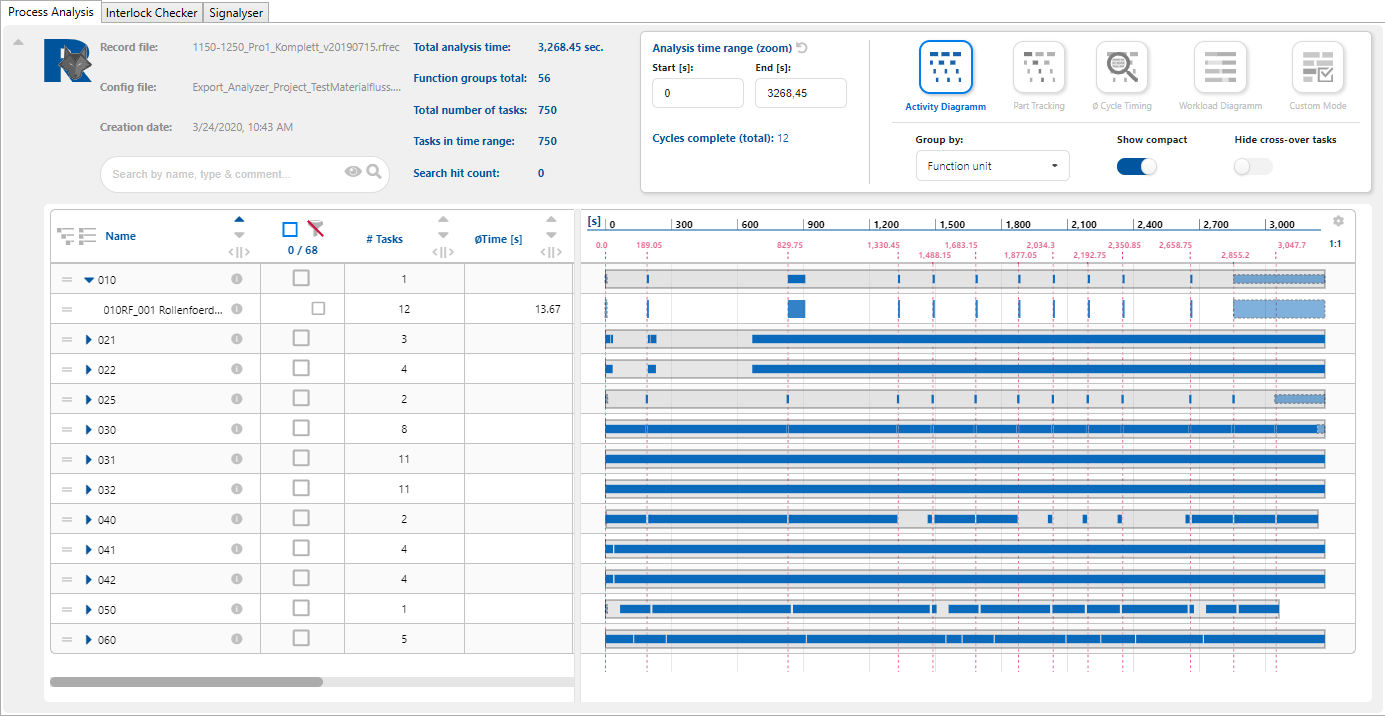 Process Analysis Interlock Checker Signalyser
Record file: 1150-1250_Pro1_Komplett_v20190715.rfrec
Config file: Export_Analyzer_Project_TestMaterialfluss....
Creation date: 3/24/2020, 10:43 AM
Search by name, type & comment...
Total analysis time: 3,268.45 sec.
Function groups total: 56
Total number of tasks: 750
Tasks in time range: 750
Search hit count: 0
Analysis time range (zoom)
Start [s]: End [s]:
0 3268,45
Cycles complete (total): 12
Activity Diagramm Part Tracking Ø Cycle Timing Workload Diagramm Custom Mode
Group by: Show compact Hide cross-over tasks
Function unit
Name 0 / 68 # Tasks ØTime [s]
[s] 0 300 600 900 1,200 1,500 1,800 2,100 2,400 2,700 3,000
0.0 189.05 829.75 1,330.45 1,683.15 2,034.3 2,350.85 2,658.75 3,047.7 1:1
1,488.15 1,877.05 2,192.75 2,855.2
010 1
010RF_001 Rollenfoerd... 12 13.67
021 3
022 4
025 2
030 8
031 11
032 11
040 2
041 4
042 4
050 1
060 5